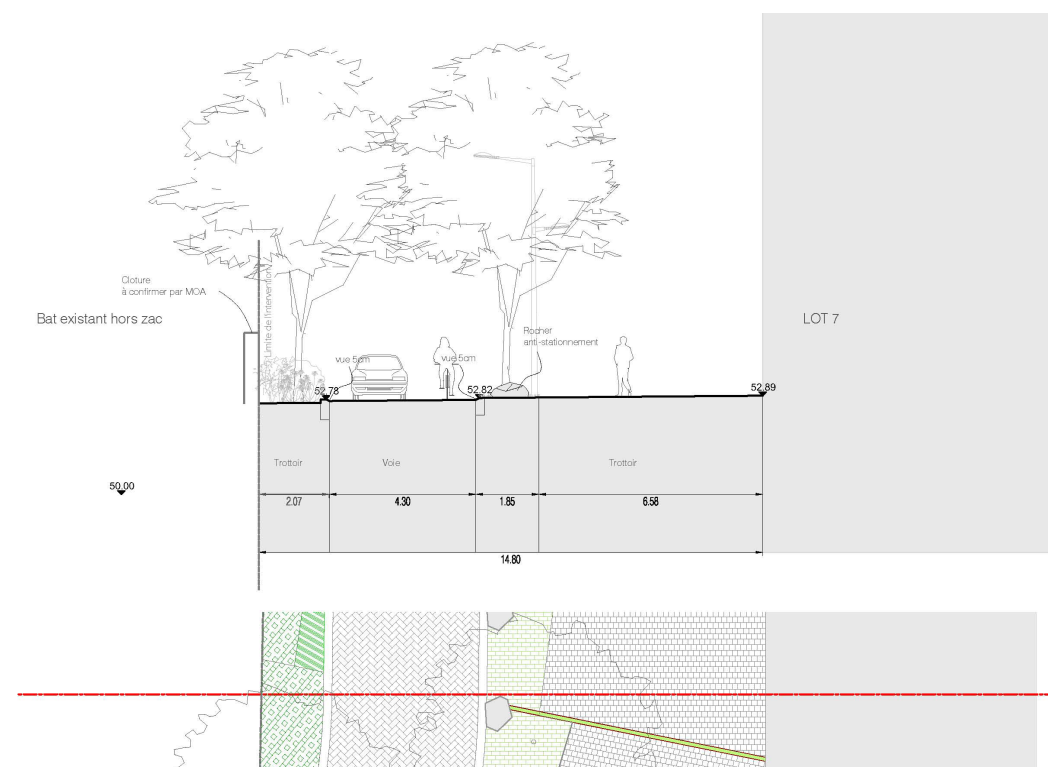 Cloture
à confirmer par MOA
Bat existant hors zac
Limite de l'intervention
LOT 7
Rocher
anti-stationnement
vue 5cm
vue 5cm
52.78
52.82
52.89
Trottoir
Voie
Trottoir
50.00
2.07
4.30
1.85
6.58
14.80